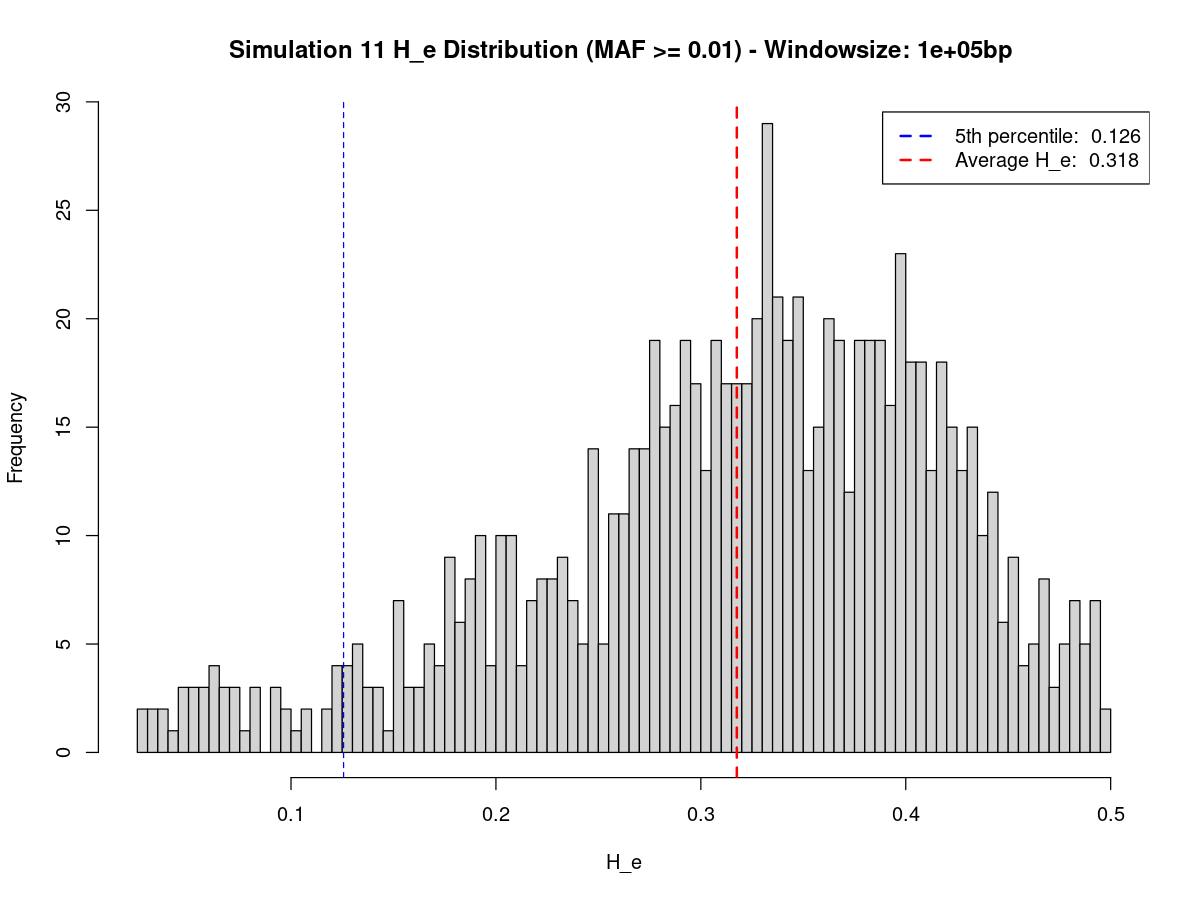 Simulation 11 H_e Distribution (MAF >= 0.01) - Windowsize: 1e+05bp
5th percentile: 0.126
Average H_e: 0.318
Frequency
30
25
20
15
10
5
0
0.1 0.2 0.3 0.4 0.5
H_e